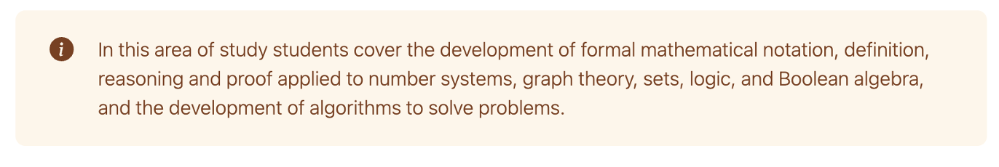 In this area of study students cover the development of formal mathematical notation, definition,
reasoning and proof applied to number systems, graph theory, sets, logic, and Boolean algebra,
and the development of algorithms to solve problems.